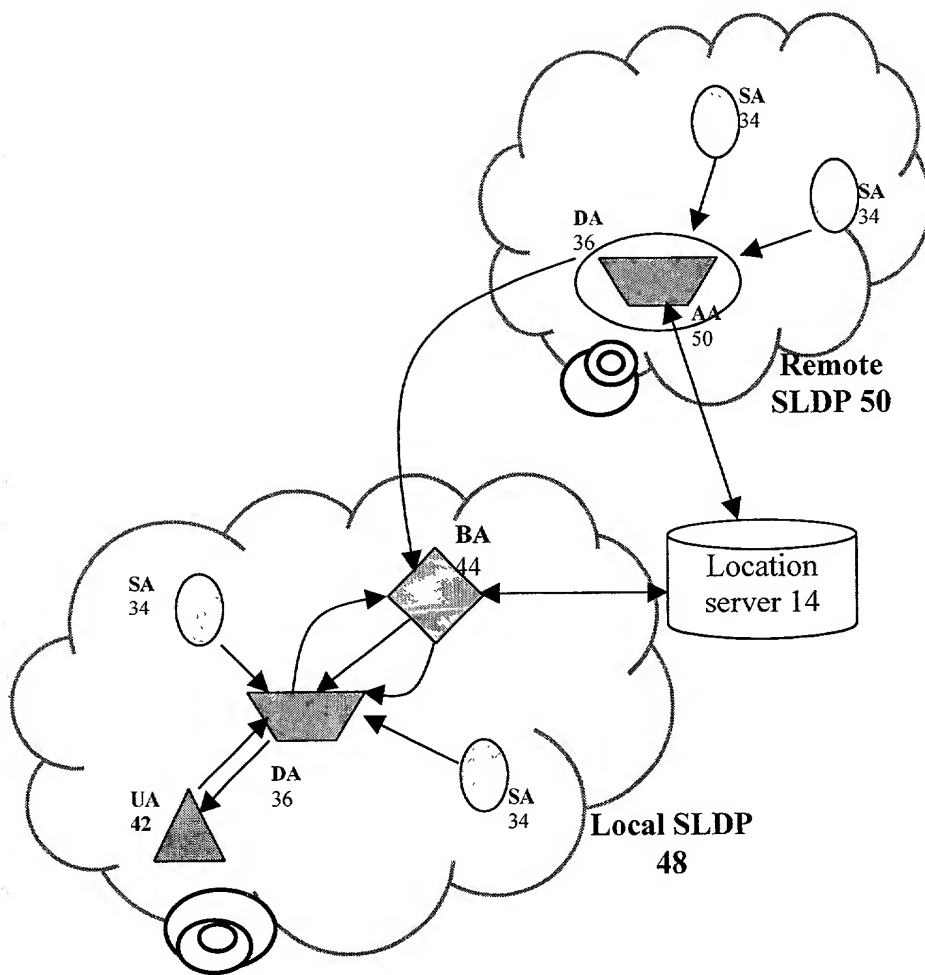 SA
34
SA
34
DA
36
AA
50
Remote
SLDP 50
BA
44
Location
server 14
SA
34
DA
36
UA
42
SA
34
Local SLDP
48